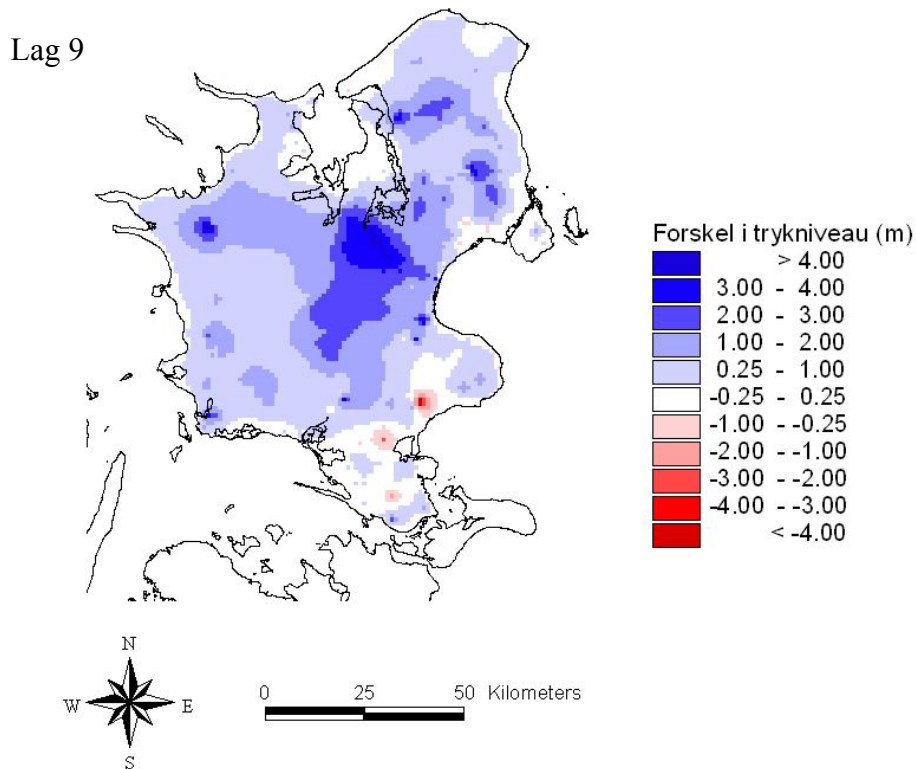 Lag 9
Forskel i trykniveau (m)
> 4.00
3.00 - 4.00
2.00 - 3.00
1.00 - 2.00
0.25 - 1.00
-0.25 - 0.25
-1.00 - -0.25
-2.00 - -1.00
-3.00 - -2.00
-4.00 - -3.00
< -4.00
N
W E
S
0 25 50 Kilometers